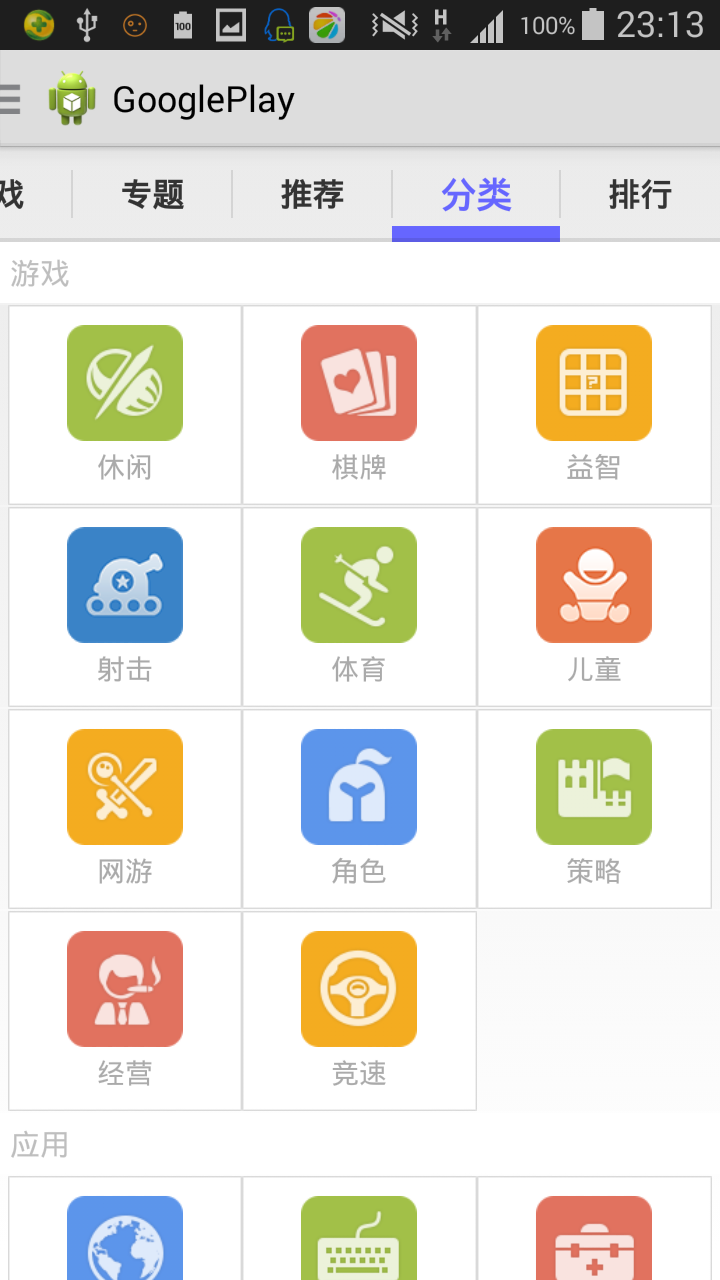 100
H
100% 23:13
GooglePlay
戏 专题 推荐 分类 排行
游戏
休闲 棋牌 益智
射击 体育 儿童
网游 角色 策略
经营 竞速
应用